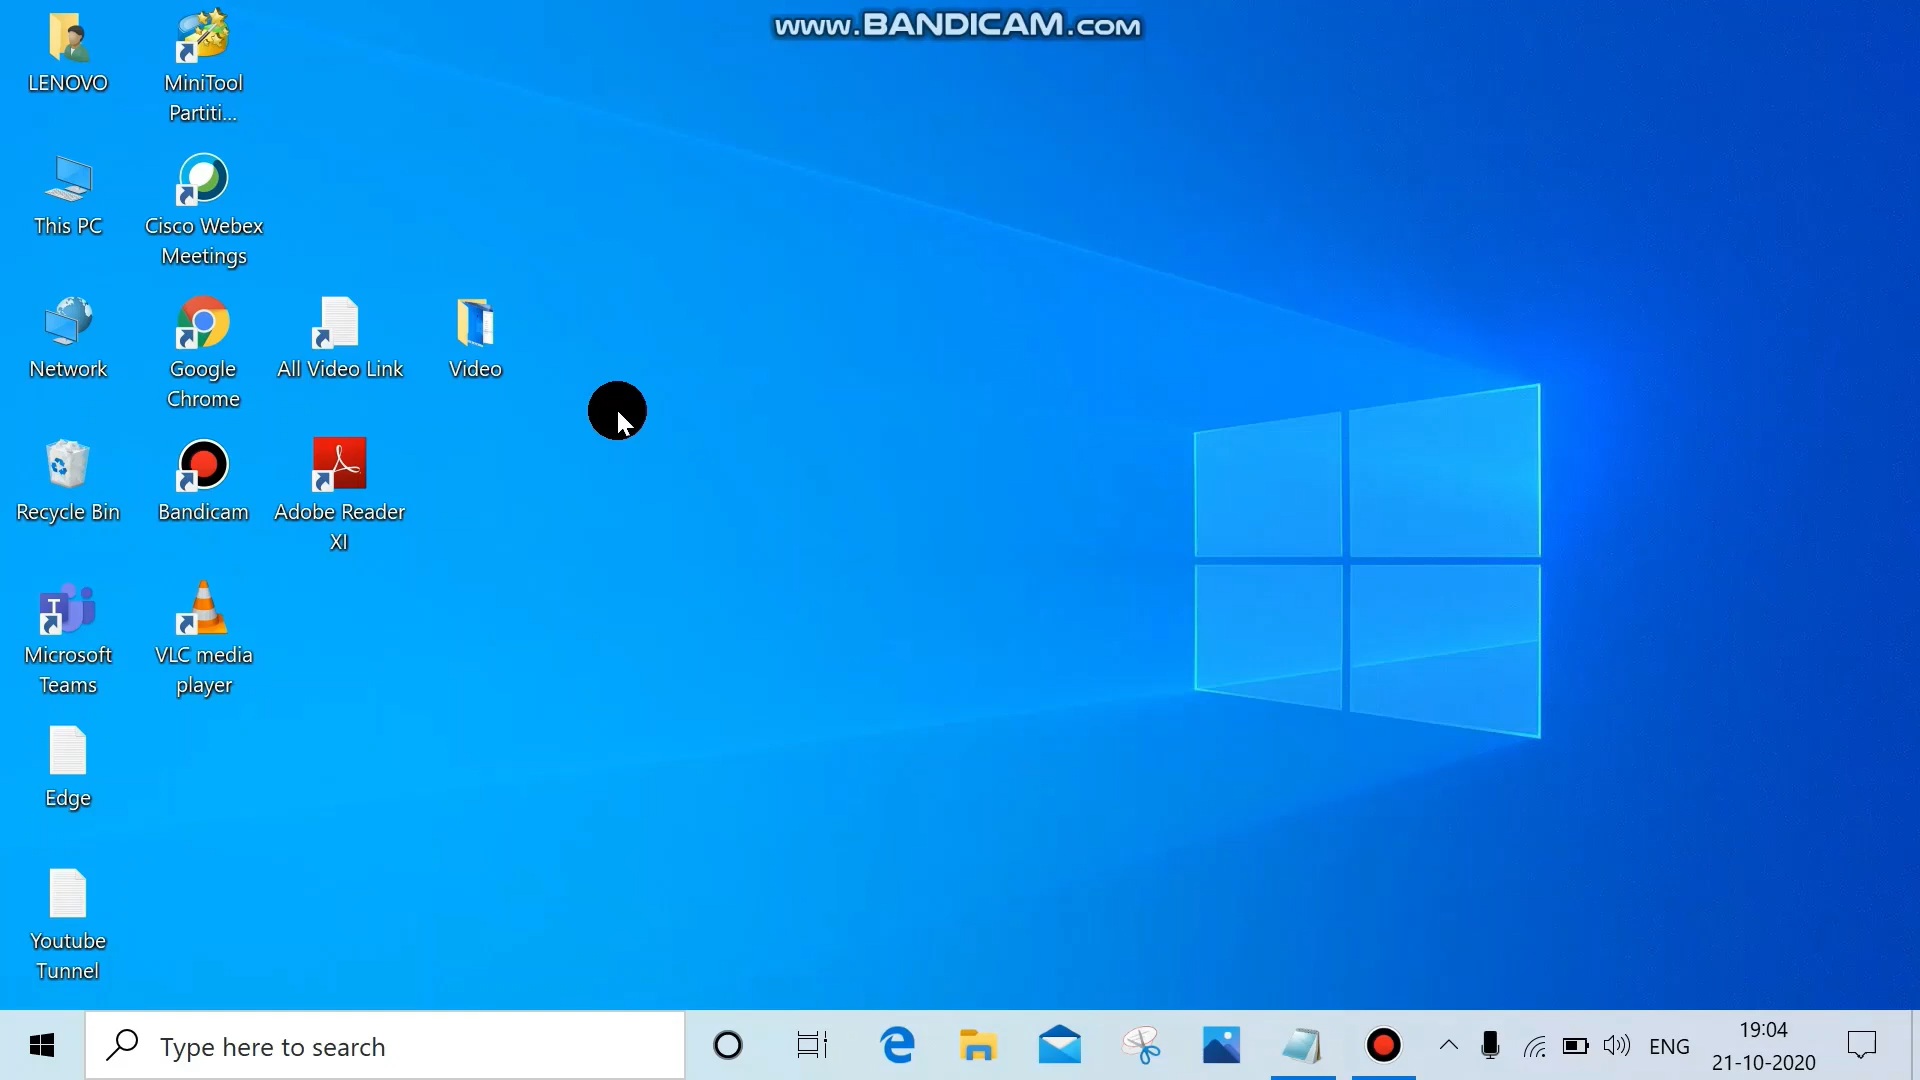 www.BANDICAM.com
LENOVO
MiniTool
Partiti...
This PC
Cisco Webex
Meetings
Network
Google
Chrome
All Video Link
Video
Recycle Bin
Bandicam
Adobe Reader
XI
Microsoft
Teams
VLC media
player
Edge
Youtube
Tunnel
Type here to search
ENG
19:04
21-10-2020